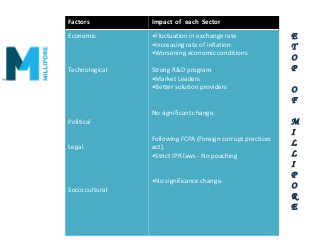 MILLIPORE
Factors Impact of each Sector
Economic •Fluctuation in exchange rate
•Increasing rate of inflation
•Worsening economic conditions
Technological Strong R&D program
•Market Leaders
•Better solution providers
No significant change.
Political
Following FCPA (Foreign corrupt practices
Legal act).
•Strict IPR laws - No poaching
•No significance change.
Socio cultural
E
T
O
P
O
F
M
I
L
L
I
P
O
R
E